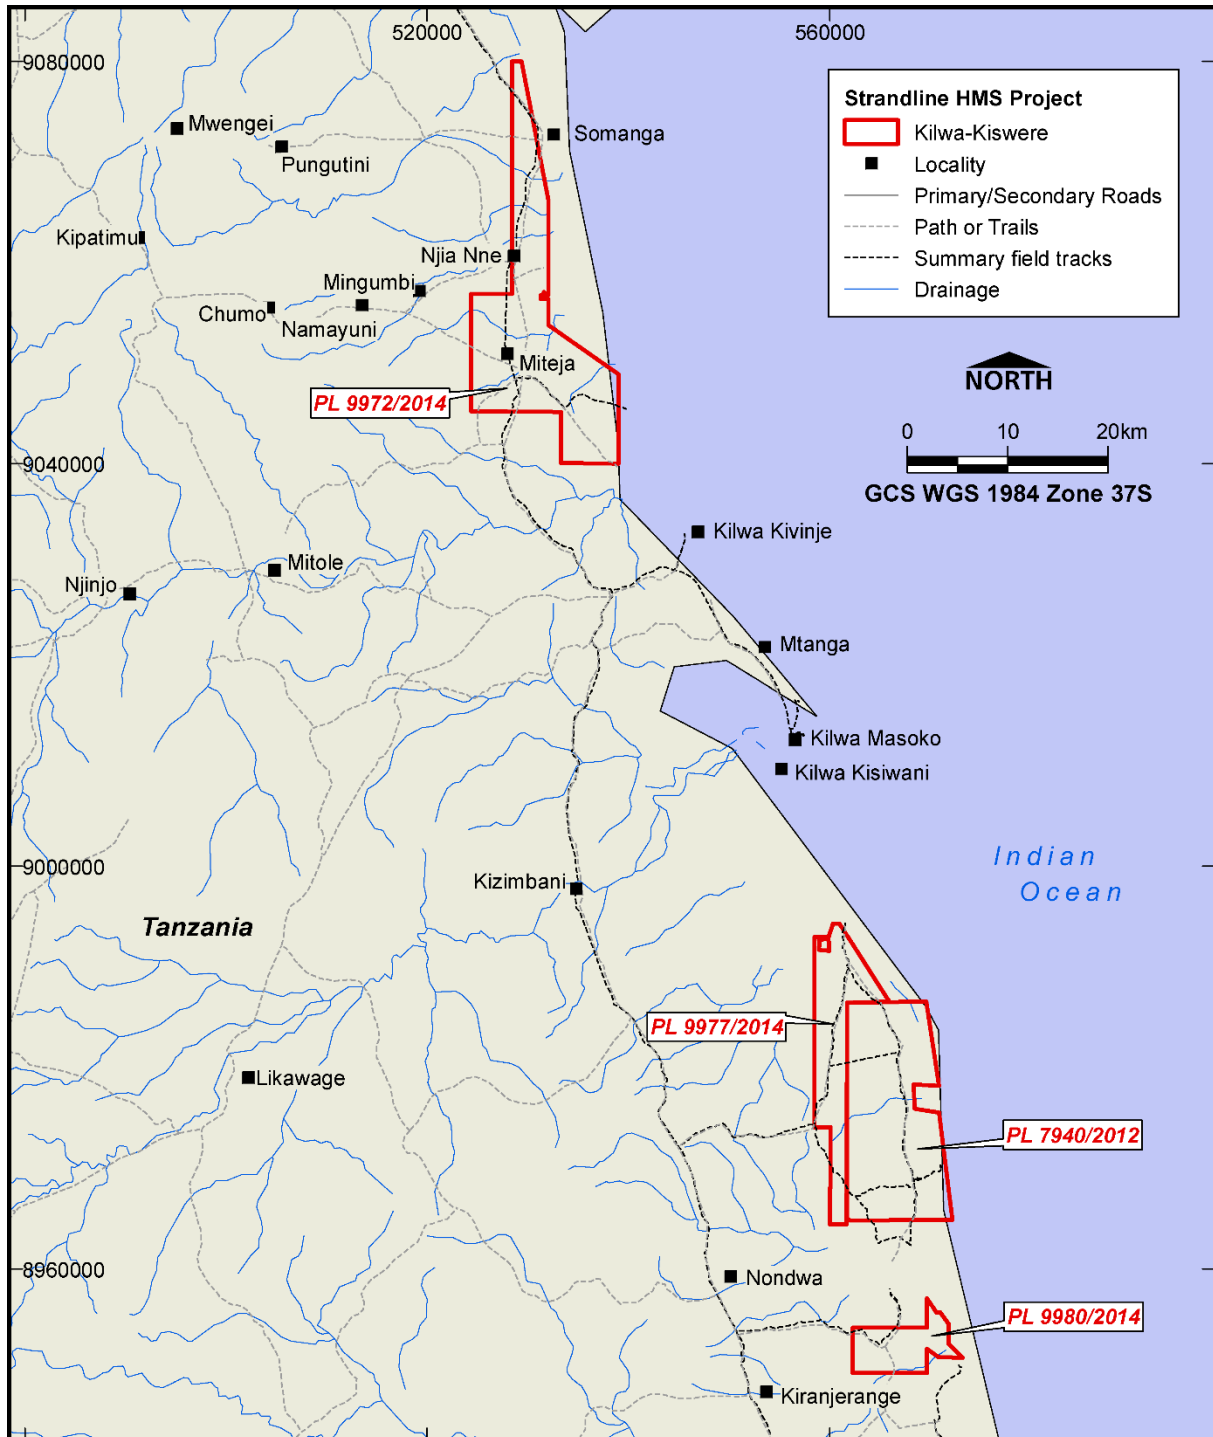 520000
560000
9080000
Strandline HMS Project
Kilwa-Kiswere
Locality
Primary/Secondary Roads
Path or Trails
Summary field tracks
Drainage
Mwengei
Somanga
Pungutini
Kipatimu
Njia Nne
Mingumbi
Chumo
Namayuni
Miteja
NORTH
PL 9972/2014
0 10 20km
9040000
GCS WGS 1984 Zone 37S
Kilwa Kivinje
Mitole
Njinjo
Mtanga
Kilwa Masoko
Kilwa Kisiwani
Indian
Ocean
9000000
Kizimbani
Tanzania
PL 9977/2014
Likawage
PL 7940/2012
8960000
Nondwa
PL 9980/2014
Kiranjerange